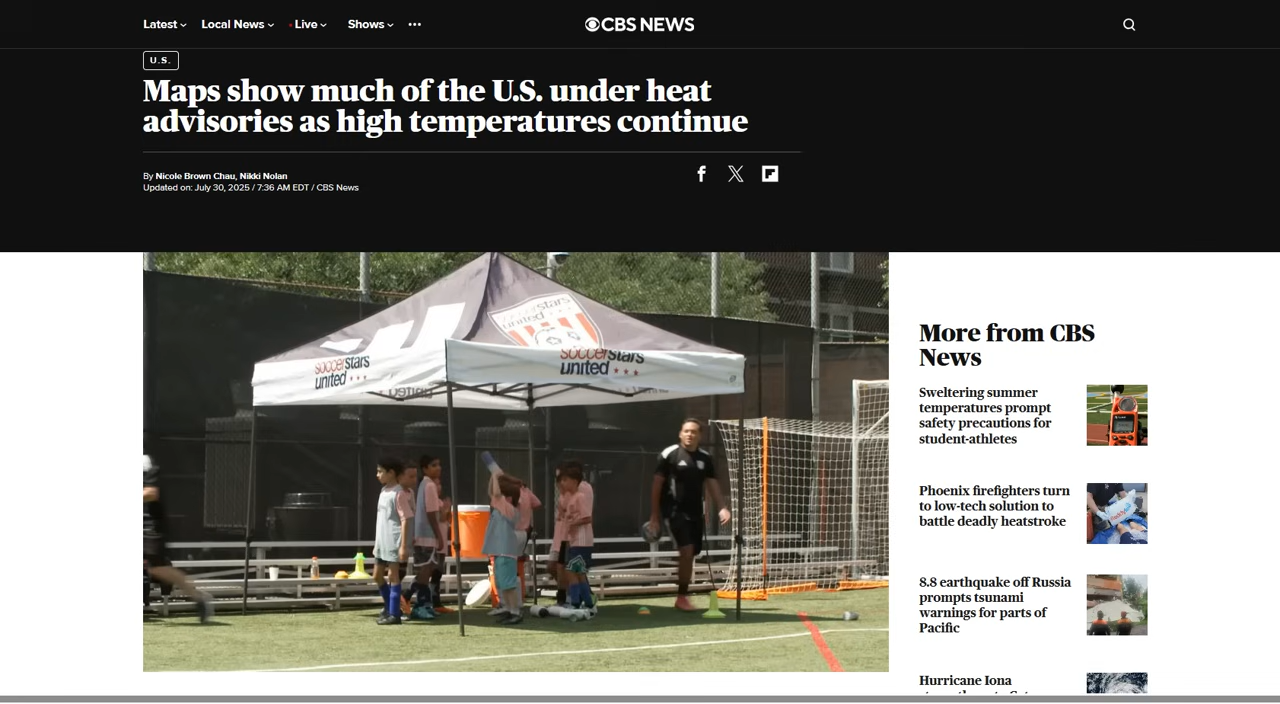 Latest
Local News
Live
Shows
CBS NEWS
U.S.
Maps show much of the U.S. under heat
advisories as high temperatures continue
By Nicole Brown Chau, Nikki Nolan
Updated on: July 30, 2025 / 7:36 AM EDT / CBS News
stars
united
soccerstars
united
soccerstars
united
united
More from CBS
News
Sweltering summer
temperatures prompt
safety precautions for
student-athletes
Phoenix firefighters turn
to low-tech solution to
battle deadly heatstroke
8.8 earthquake off Russia
prompts tsunami
warnings for parts of
Pacific
Hurricane Iona